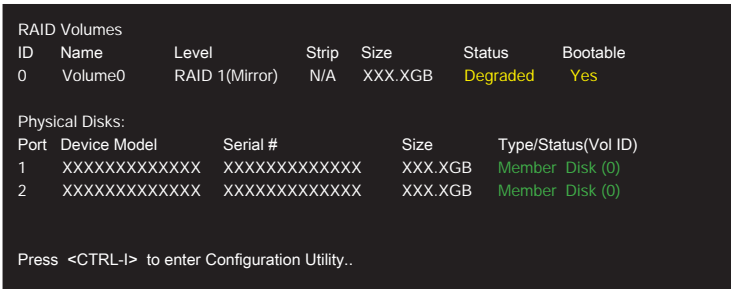 RAID Volumes
ID Name Level Strip Size Status Bootable
0 Volume0 RAID 1(Mirror) N/A XXX.XGB Degraded Yes
Physical Disks:
Port Device Model Serial # Size Type/Status(Vol ID)
1 XXXXXXXXXXXXX XXXXXXXXXXXXX XXX.XGB Member Disk (0)
2 XXXXXXXXXXXXX XXXXXXXXXXXXX XXX.XGB Member Disk (0)
Press <CTRL-I> to enter Configuration Utility..